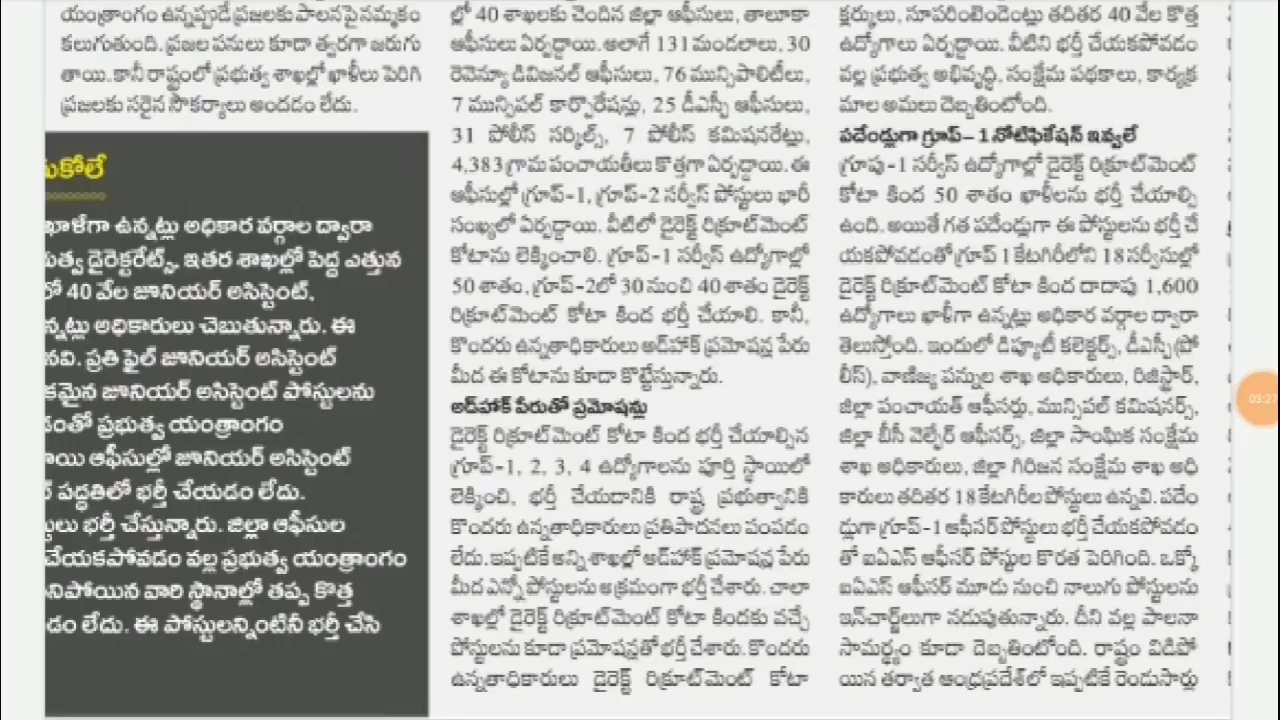 యంత్రాంగం ఉన్నప్పుడే ప్రజలకు పాలనపై నమ్మకం
కలుగుతుంది. ప్రజల పనులు కూడా త్వరగా జరుగు
తాయి. కానీ రాష్ట్రంలో ప్రభుత్వ శాఖల్లో ఖాళీలు పెరిగి
ప్రజలకు సరైన సౌకర్యాలు అందడం లేదు.
కోలే
ఖాళీగా ఉన్నట్లు అధికార వర్గాల ద్వారా
డైరెక్టరేట్స్, ఇతర శాఖల్లో పెద్ద ఎత్తున
40 వేల జూనియర్ అసిస్టెంట్,
అధికారులు చెబుతున్నారు. ఈ
ప్రతి ఫైల్ జూనియర్ అసిస్టెంట్
కమైన జూనియర్ అసిస్టెంట్ పోస్టులను
డంతో ప్రభుత్వ యంత్రాంగం
ఆఫీసుల్లో జూనియర్ అసిస్టెంట్
పద్ధతిలో భర్తీ చేయడం లేదు.
భర్తీ చేస్తున్నారు. జిల్లా ఆఫీసుల
చేయకపోవడం వల్ల ప్రభుత్వ యంత్రాంగం
నిపోయిన వారి స్థానాల్లో తప్ప కొత్త
డం లేదు. ఈ పోస్టులన్నింటినీ భర్తీ చేసి
ల్లో 40 శాఖలకు చెందిన జిల్లా ఆఫీసులు, తాలూకా
ఆఫీసులు ఏర్పడ్డాయి. అలాగే 131 మండలాలు, 30
రెవెన్యూ డివిజనల్ ఆఫీసులు, 76 మున్సిపాలిటీలు,
7 మున్సిపల్ కార్పొరేషన్లు, 25 డీఎస్పీ ఆఫీసులు,
31 పోలీస్ సర్కిల్స్, 7 పోలీస్ కమిషనరేట్లు,
4,383 గ్రామ పంచాయతీలు కొత్తగా ఏర్పడ్డాయి. ఈ
ఆఫీసుల్లో గ్రూప్-1, గ్రూప్-2 సర్వీస్ పోస్టులు భారీ
సంఖ్యలో ఏర్పడ్డాయి. వీటిలో డైరెక్ట్ రిక్రూట్‌మెంట్
కోటాను లెక్కించాలి. గ్రూప్-1 సర్వీస్ ఉద్యోగాల్లో
50 శాతం, గ్రూప్-2లో 30 నుంచి 40 శాతం డైరెక్ట్
రిక్రూట్‌మెంట్ కోటా కింద భర్తీ చేయాలి. కానీ,
కొందరు ఉన్నతాధికారులు అడ్‌హాక్ ప్రమోషన్ల పేరు
మీద ఈ కోటాను కూడా కొట్టేస్తున్నారు.
అడ్‌హాక్ పేరుతో ప్రమోషన్లు
డైరెక్ట్ రిక్రూట్‌మెంట్ కోటా కింద భర్తీ చేయాల్సిన
గ్రూప్-1, 2, 3, 4 ఉద్యోగాలను పూర్తి స్థాయిలో
లెక్కించి, భర్తీ చేయడానికి రాష్ట్ర ప్రభుత్వానికి
కొందరు ఉన్నతాధికారులు ప్రతిపాదనలు పంపడం
లేదు. ఇప్పటికే అన్ని శాఖల్లో అడ్‌హాక్ ప్రమోషన్ల పేరు
మీద ఎన్నో పోస్టులను అక్రమంగా భర్తీ చేశారు. చాలా
శాఖల్లో డైరెక్ట్ రిక్రూట్‌మెంట్ కోటా కిందకు వచ్చే
పోస్టులను కూడా ప్రమోషన్లతో భర్తీ చేశారు. కొందరు
ఉన్నతాధికారులు డైరెక్ట్ రిక్రూట్‌మెంట్ కోటా
క్లర్కులు, సూపరింటెండెంట్లు తదితర 40 వేల కొత్త
ఉద్యోగాలు ఏర్పడ్డాయి. వీటిని భర్తీ చేయకపోవడం
వల్ల ప్రభుత్వ అభివృద్ధి, సంక్షేమ పథకాలు, కార్యక్ర
మాల అమలు దెబ్బతింటోంది.
పదేండ్లుగా గ్రూప్– 1 నోటిఫికేషన్ ఇవ్వలే
గ్రూపు-1 సర్వీస్ ఉద్యోగాల్లో డైరెక్ట్ రిక్రూట్‌మెంట్
కోటా కింద 50 శాతం ఖాళీలను భర్తీ చేయాల్సి
ఉంది. అయితే గత పదేండ్లుగా ఈ పోస్టులను భర్తీ చే
యకపోవడంతో గ్రూప్ 1 కేటగిరీలోని 18 సర్వీసుల్లో
డైరెక్ట్ రిక్రూట్‌మెంట్ కోటా కింద దాదాపు 1,600
ఉద్యోగాలు ఖాళీగా ఉన్నట్లు అధికార వర్గాల ద్వారా
తెలుస్తోంది. ఇందులో డిప్యూటీ కలెక్టర్స్, డీఎస్పీ(పో
లీస్), వాణిజ్య పన్నుల శాఖ అధికారులు, రిజిస్ట్రార్,
జిల్లా పంచాయత్ ఆఫీసర్లు, మున్సిపల్ కమిషనర్స్,
జిల్లా బీసీ వెల్ఫేర్ ఆఫీసర్స్, జిల్లా సాంఘిక సంక్షేమ
శాఖ అధికారులు, జిల్లా గిరిజన సంక్షేమ శాఖ అధి
కారులు తదితర 18 కేటగిరీల పోస్టులు ఉన్నవి. పదేం
డ్లుగా గ్రూప్-1 ఆఫీసర్ పోస్టులు భర్తీ చేయకపోవడం
తో ఐఏఎస్ ఆఫీసర్ పోస్టుల కొరత పెరిగింది. ఒక్కో
ఐఏఎస్ ఆఫీసర్ మూడు నుంచి నాలుగు పోస్టులను
ఇన్‌చార్జ్‌లుగా నడుపుతున్నారు. దీని వల్ల పాలనా
సామర్థ్యం కూడా దెబ్బతింటోంది. రాష్ట్రం విడిపో
యిన తర్వాత ఆంధ్రప్రదేశ్‌లో ఇప్పటికే రెండుసార్లు
03:27